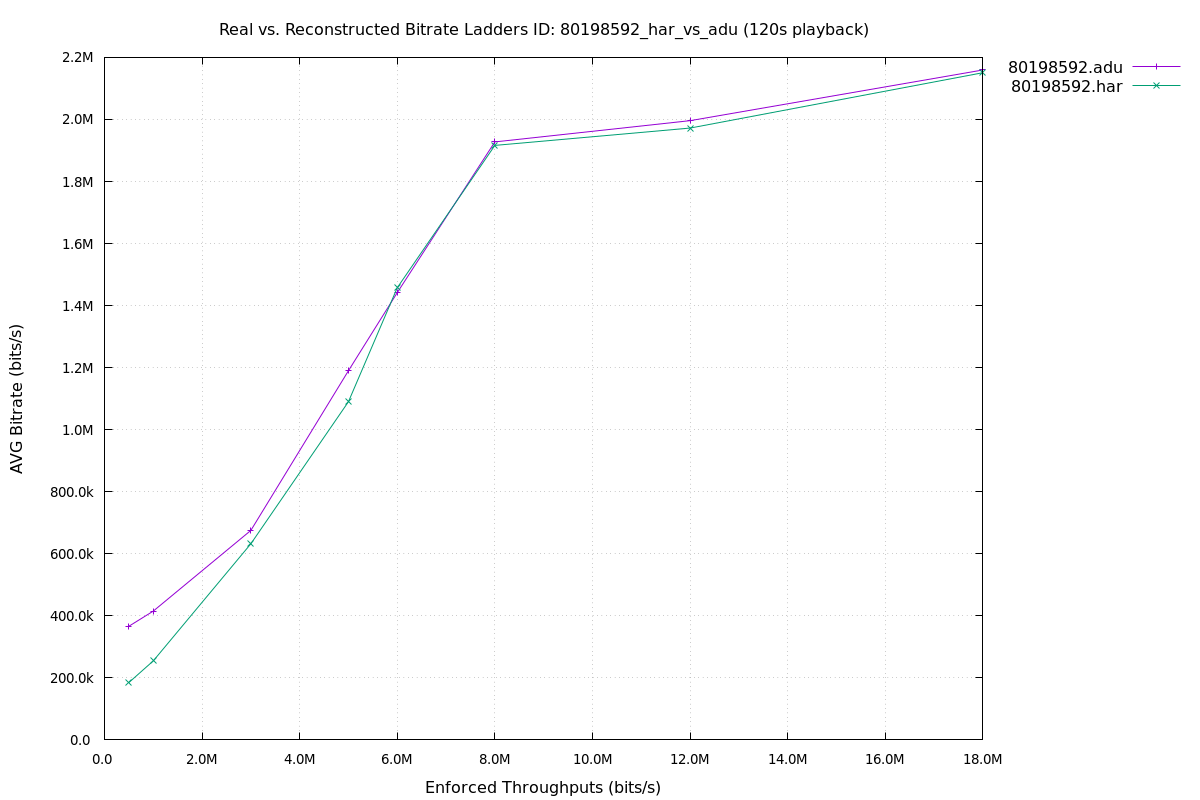 Real vs. Reconstructed Bitrate Ladders ID: 80198592_har_vs_adu (120s playback)
80198592.adu
80198592.har
2.2M
2.0M
1.8M
1.6M
1.4M
1.2M
1.0M
800.0k
600.0k
400.0k
200.0k
0.0
AVG Bitrate (bits/s)
0.0 2.0M 4.0M 6.0M 8.0M 10.0M 12.0M 14.0M 16.0M 18.0M
Enforced Throughputs (bits/s)